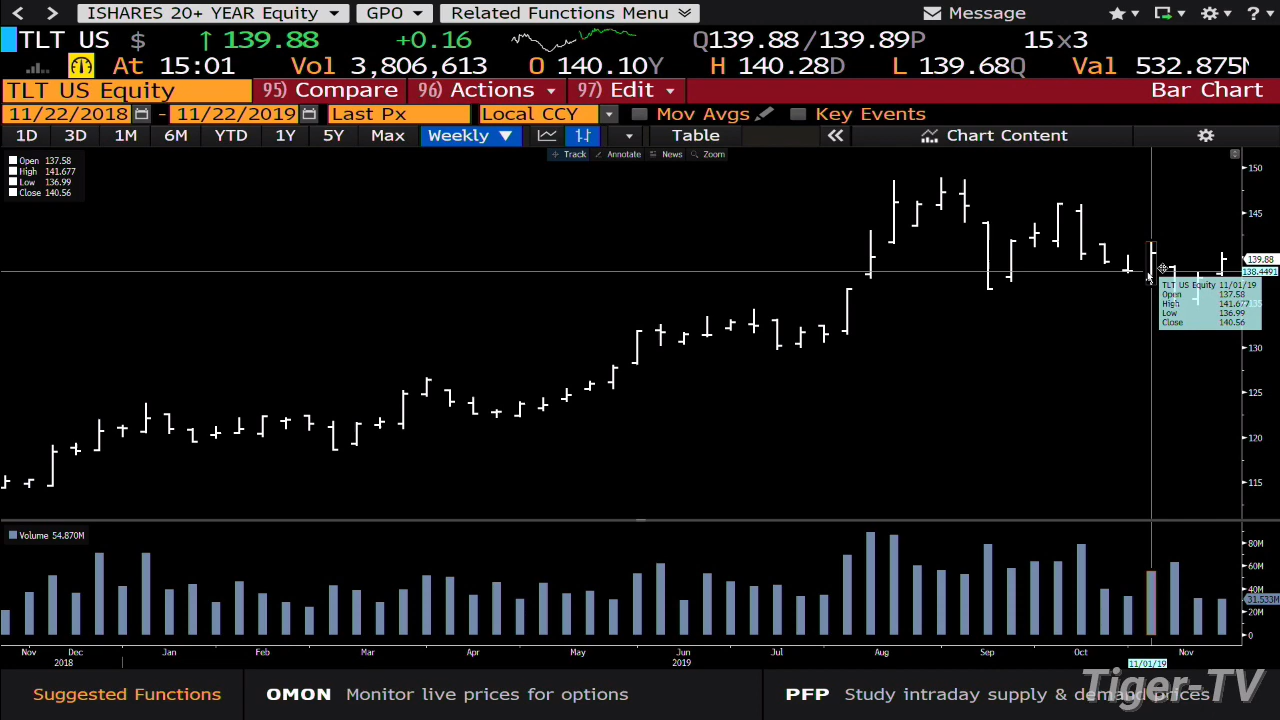 ISHARES 20+ YEAR Equity GPO Related Functions Menu Message ?
TLT US $ ↑ 139.88 +0.16 Q139.88/139.89P 15x3
At 15:01 Vol 3,806,613 O 140.10Y H 140.28D L 139.68Q Val 532.875M
TLT US Equity 95) Compare 96) Actions 97) Edit Bar Chart
11/22/2018 - 11/22/2019 Last Px Local CCY Mov Avgs Key Events
1D 3D 1M 6M YTD 1Y 5Y Max Weekly ▼ Table « Chart Content
Track Annotate News Zoom
Open 137.58
High 141.677
Low 136.99
Close 140.56
150
145
139.88
138.4491
TLT US Equity 11/01/19
Open 137.58
High 141.677
Low 136.99
Close 140.56
135
130
125
120
115
Volume 54.870M
80M
60M
40M
31.533M
20M
0
Nov Dec Jan Feb Mar Apr May Jun Jul Aug Sep Oct Nov
2018 2019 11/01/19
Suggested Functions OMON Monitor live prices for options PFP Study intraday supply & demand prices
Tiger-TV